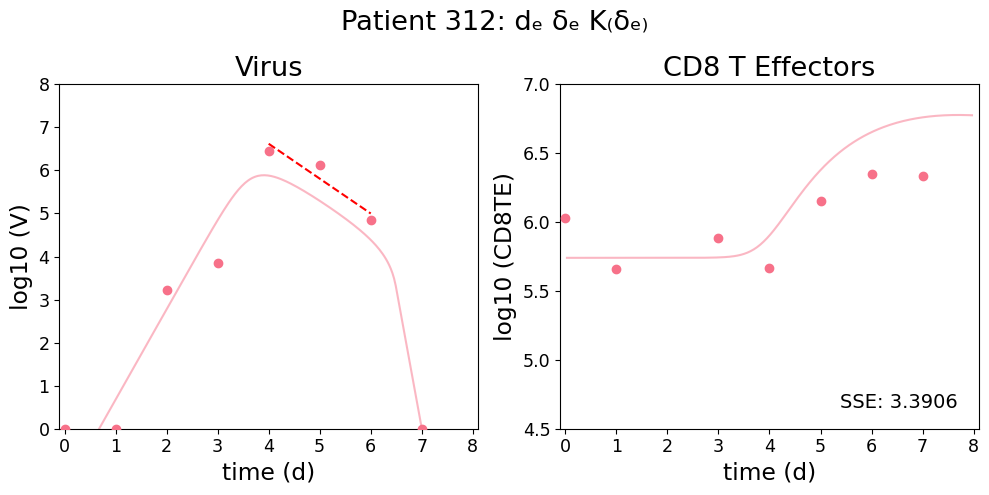 Patient 312: dₑ δₑ K₍δₑ₎
Virus
CD8 T Effectors
log10 (V)
8
7
6
5
4
3
2
1
0
0 1 2 3 4 5 6 7 8
time (d)
log10 (CD8TE)
7.0
6.5
6.0
5.5
5.0
4.5
SSE: 3.3906
0 1 2 3 4 5 6 7 8
time (d)